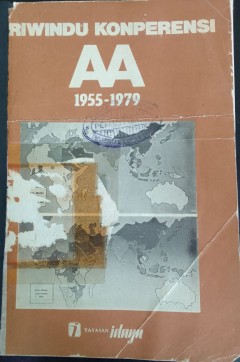 RIWINDU KONPERENSI
AA
1955-1979
YAYASAN idayu